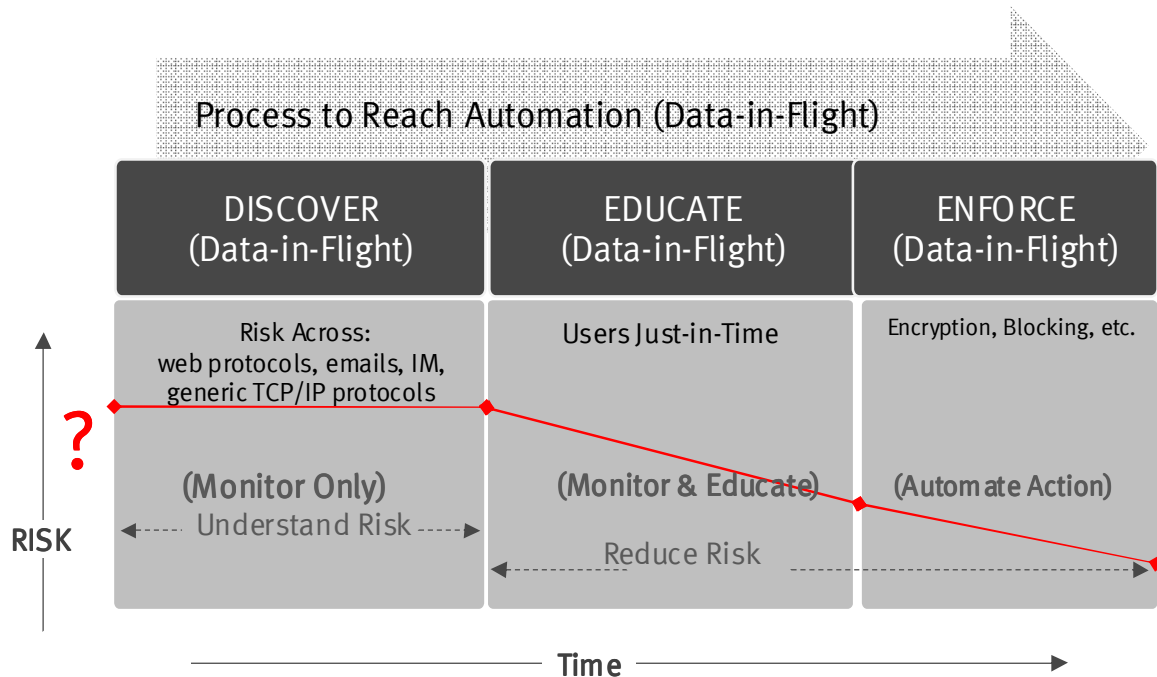 Process to Reach Automation (Data-in-Flight)
DISCOVER
(Data-in-Flight)
EDUCATE
(Data-in-Flight)
ENFORCE
(Data-in-Flight)
Risk Across:
web protocols, emails, IM,
generic TCP/IP protocols
Users Just-in-Time
Encryption, Blocking, etc.
?
(Monitor Only)
(Monitor & Educate)
(Automate Action)
Understand Risk
Reduce Risk
RISK
Time